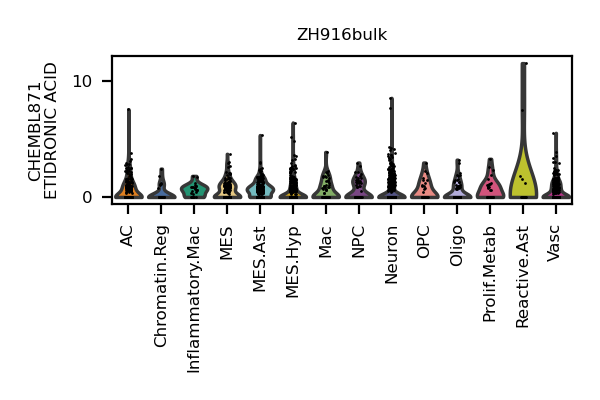 ZH916bulk
CHEMBL871
ETIDRONIC ACID
10
0
AC
Chromatin.Reg
Inflammatory.Mac
MES
MES.Ast
MES.Hyp
Mac
NPC
Neuron
OPC
Oligo
Prolif.Metab
Reactive.Ast
Vasc